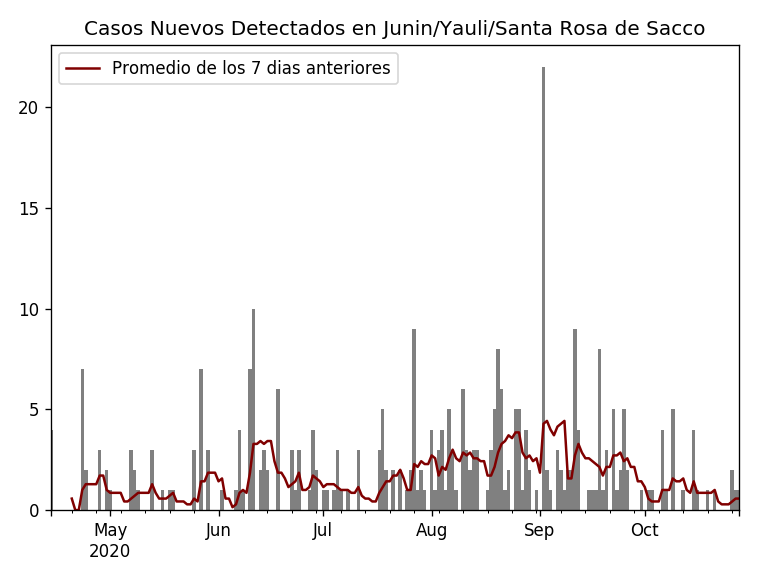 Casos Nuevos Detectados en Junin/Yauli/Santa Rosa de Sacco
Promedio de los 7 dias anteriores
20
15
10
5
0
May Jun Jul Aug Sep Oct
2020